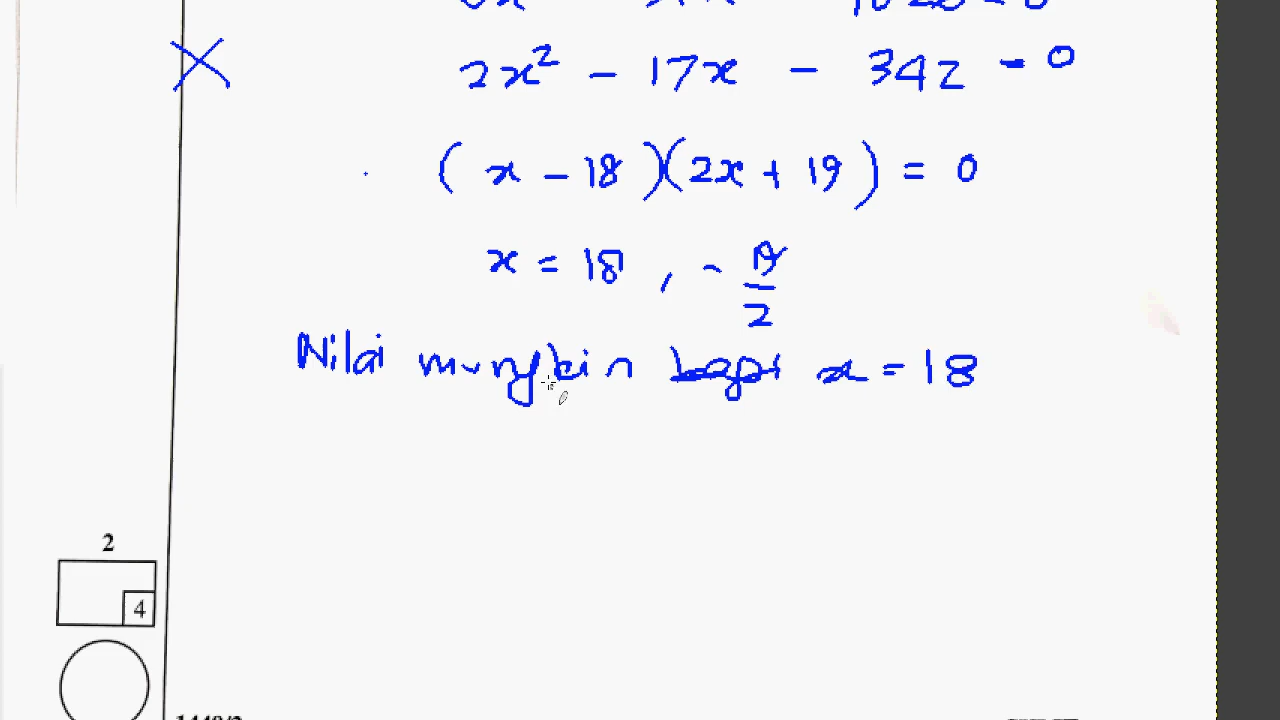 2x² - 17x - 342 = 0
( x - 18 )( 2x + 19 ) = 0
x = 18 , - 19/2
Nilai mungkin bagi x = 18
2
4